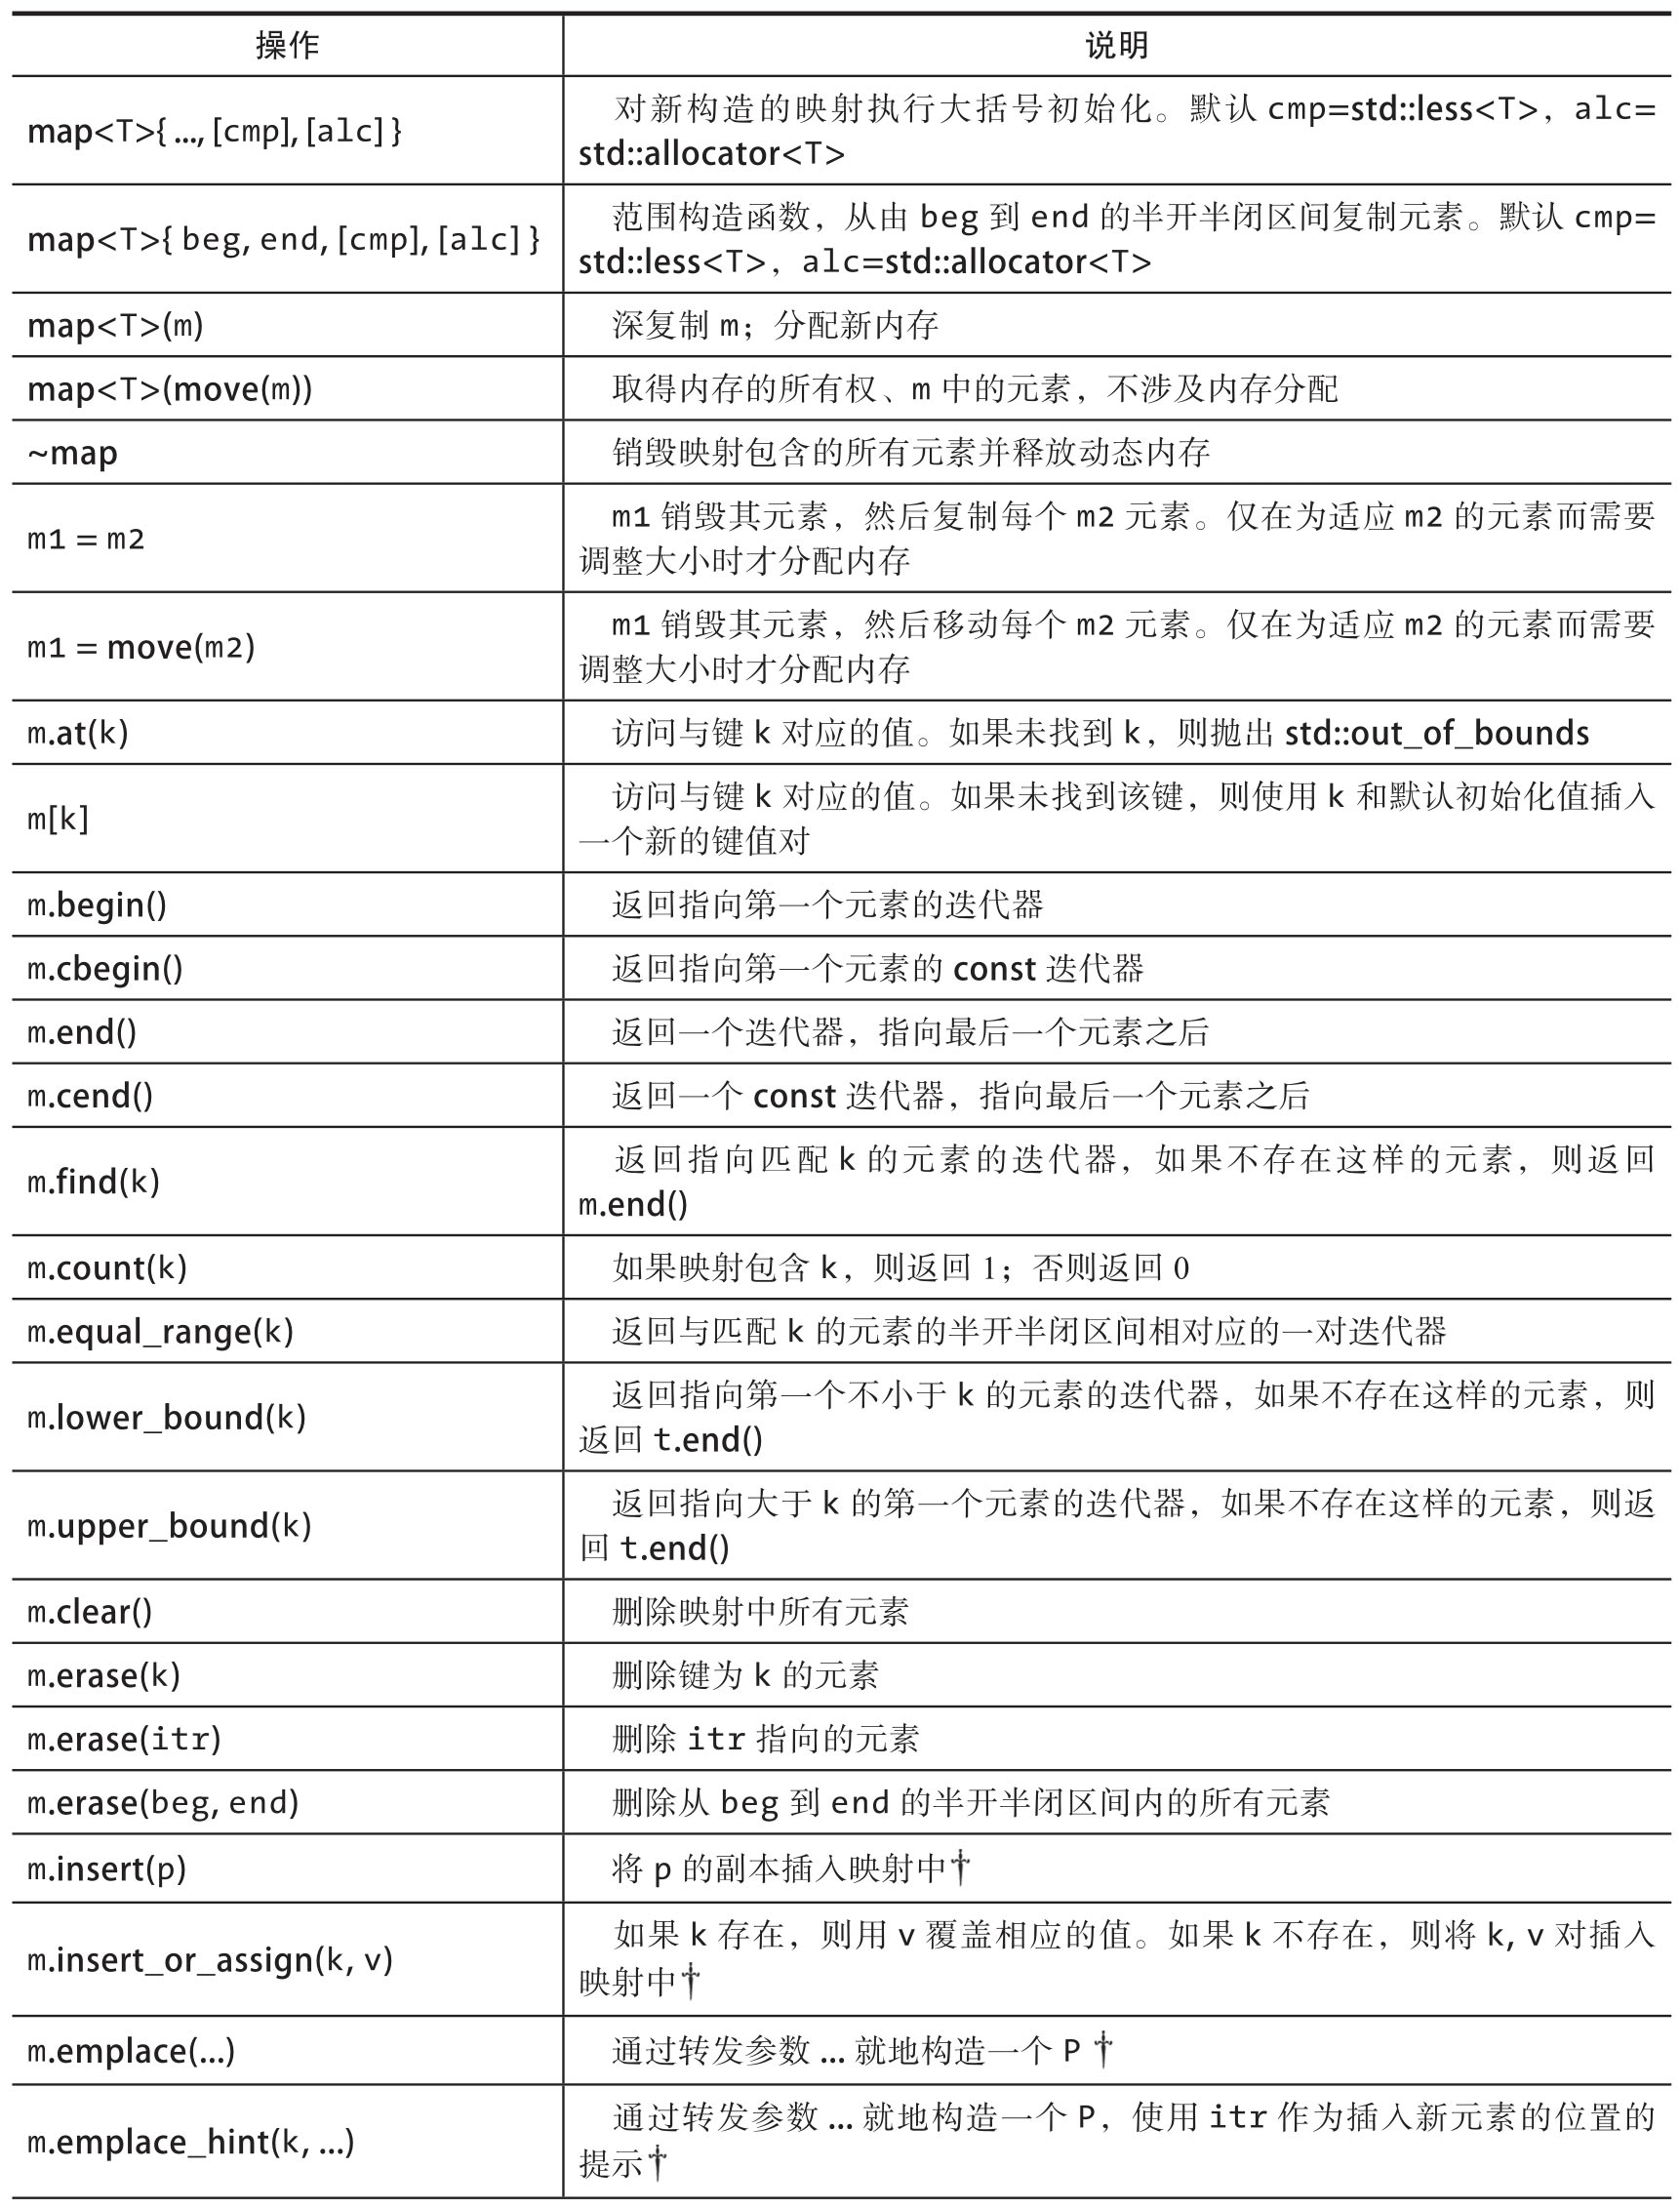 操作 说明
map<T>{ …, [cmp], [alc] } 对新构造的映射执行大括号初始化。默认 cmp=std::less<T>，alc=
std::allocator<T>
map<T>{ beg, end, [cmp], [alc] } 范围构造函数，从由 beg 到 end 的半开半闭区间复制元素。默认 cmp=
std::less<T>，alc=std::allocator<T>
map<T>(m) 深复制 m；分配新内存
map<T>(move(m)) 取得内存的所有权、m 中的元素，不涉及内存分配
~map 销毁映射包含的所有元素并释放动态内存
m1 = m2 m1 销毁其元素，然后复制每个 m2 元素。仅在为适应 m2 的元素而需要
调整大小时才分配内存
m1 = move(m2) m1 销毁其元素，然后移动每个 m2 元素。仅在为适应 m2 的元素而需要
调整大小时才分配内存
m.at(k) 访问与键 k 对应的值。如果未找到 k，则抛出 std::out_of_bounds
m[k] 访问与键 k 对应的值。如果未找到该键，则使用 k 和默认初始化值插入
一个新的键值对
m.begin() 返回指向第一个元素的迭代器
m.cbegin() 返回指向第一个元素的 const 迭代器
m.end() 返回一个迭代器，指向最后一个元素之后
m.cend() 返回一个 const 迭代器，指向最后一个元素之后
m.find(k) 返回指向匹配 k 的元素的迭代器，如果不存在这样的元素，则返回
m.end()
m.count(k) 如果映射包含 k，则返回 1；否则返回 0
m.equal_range(k) 返回与匹配 k 的元素的半开半闭区间相对应的一对迭代器
m.lower_bound(k) 返回指向第一个不小于 k 的元素的迭代器，如果不存在这样的元素，则
返回 t.end()
m.upper_bound(k) 返回指向大于 k 的第一个元素的迭代器，如果不存在这样的元素，则返
回 t.end()
m.clear() 删除映射中所有元素
m.erase(k) 删除键为 k 的元素
m.erase(itr) 删除 itr 指向的元素
m.erase(beg, end) 删除从 beg 到 end 的半开半闭区间内的所有元素
m.insert(p) 将 p 的副本插入映射中†
m.insert_or_assign(k, v) 如果 k 存在，则用 v 覆盖相应的值。如果 k 不存在，则将 k, v 对插入
映射中†
m.emplace(…) 通过转发参数 … 就地构造一个 P †
m.emplace_hint(k, …) 通过转发参数 … 就地构造一个 P，使用 itr 作为插入新元素的位置的
提示†